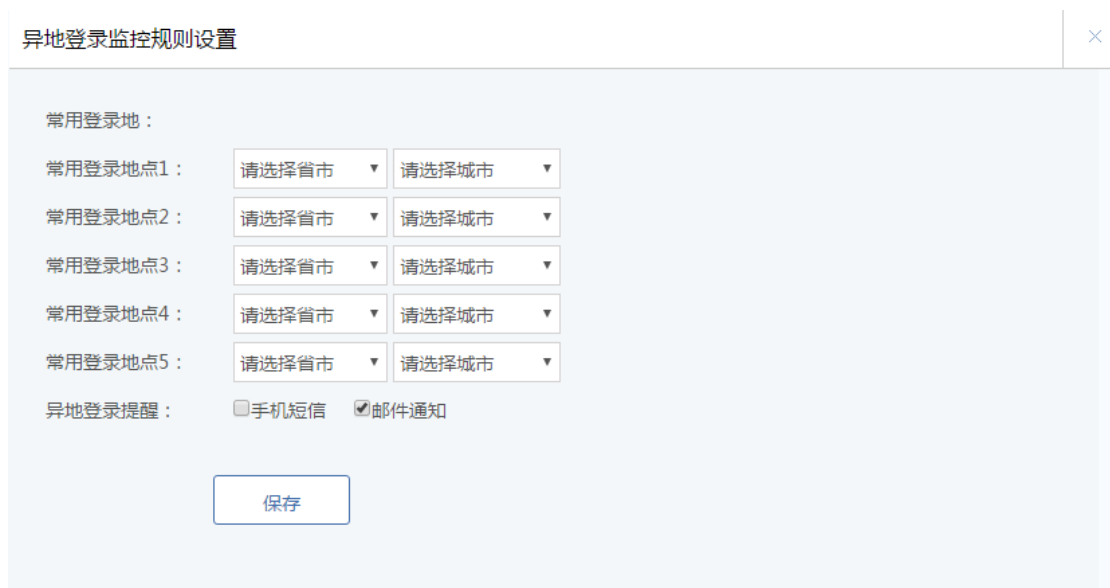 异地登录监控规则设置
常用登录地：
常用登录地点1： 请选择省市 请选择城市
常用登录地点2： 请选择省市 请选择城市
常用登录地点3： 请选择省市 请选择城市
常用登录地点4： 请选择省市 请选择城市
常用登录地点5： 请选择省市 请选择城市
异地登录提醒： 手机短信 邮件通知
保存